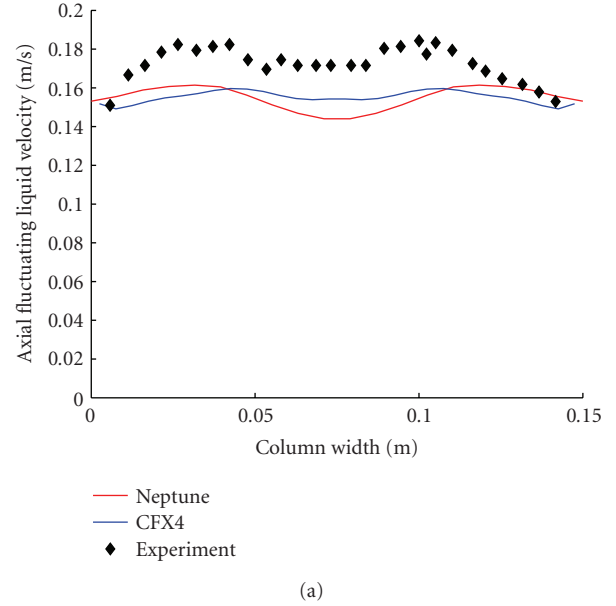 0.2
0.18
0.16
0.14
0.12
0.1
0.08
0.06
0.04
0.02
0
Axial fluctuating liquid velocity (m/s)
0 0.05 0.1 0.15
Column width (m)
Neptune
CFX4
Experiment
(a)